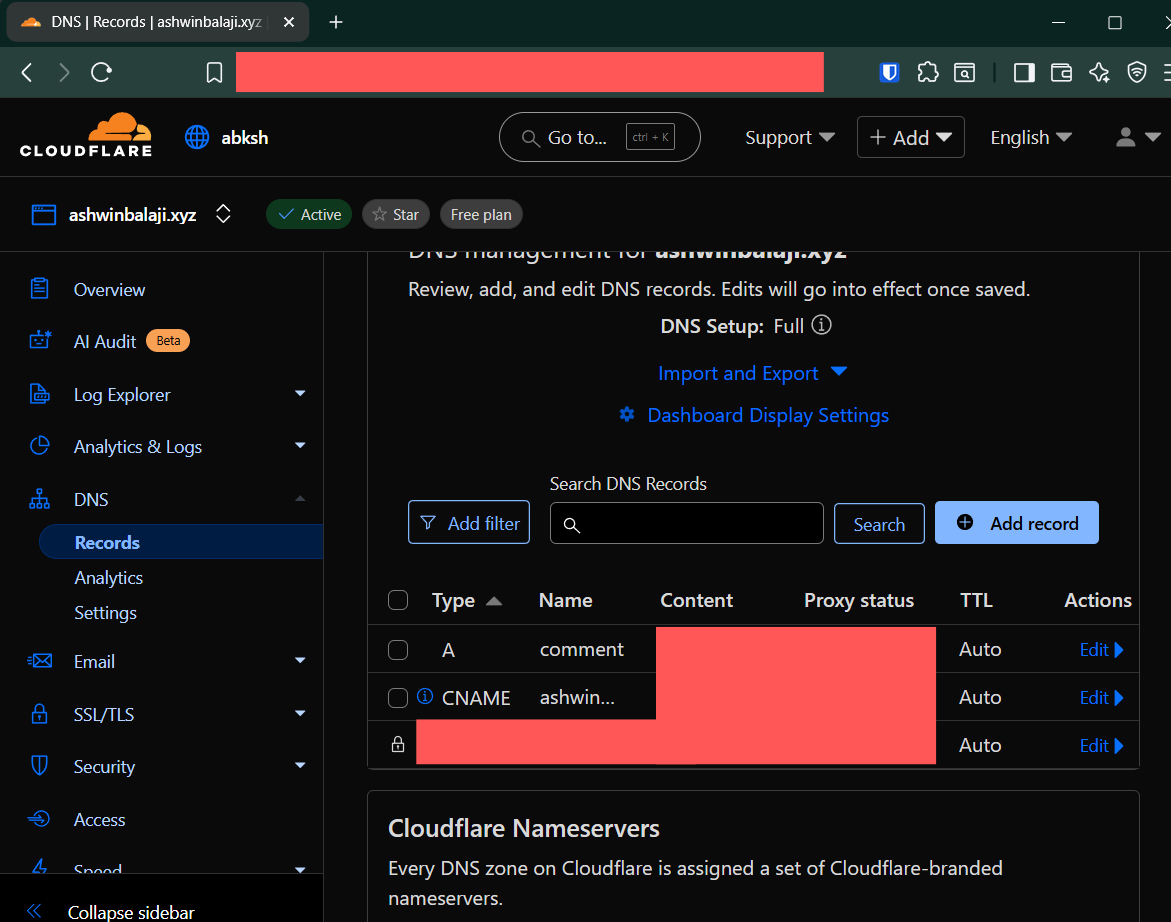 DNS | Records | ashwinbalaji.xyz
CLOUDFLARE
abksh
Go to...
ctrl + K
Support
Add
English
ashwinbalaji.xyz
Active
Star
Free plan
Overview
AI Audit
Beta
Log Explorer
Analytics & Logs
DNS
Records
Analytics
Settings
Email
SSL/TLS
Security
Access
Speed
Collapse sidebar
DNS management for ashwinbalaji.xyz
Review, add, and edit DNS records. Edits will go into effect once saved.
DNS Setup: Full
Import and Export
Dashboard Display Settings
Search DNS Records
Add filter
Search
Add record
Type Name Content Proxy status TTL Actions
A comment Auto Edit
CNAME ashwin... Auto Edit
Auto Edit
Cloudflare Nameservers
Every DNS zone on Cloudflare is assigned a set of Cloudflare-branded
nameservers.